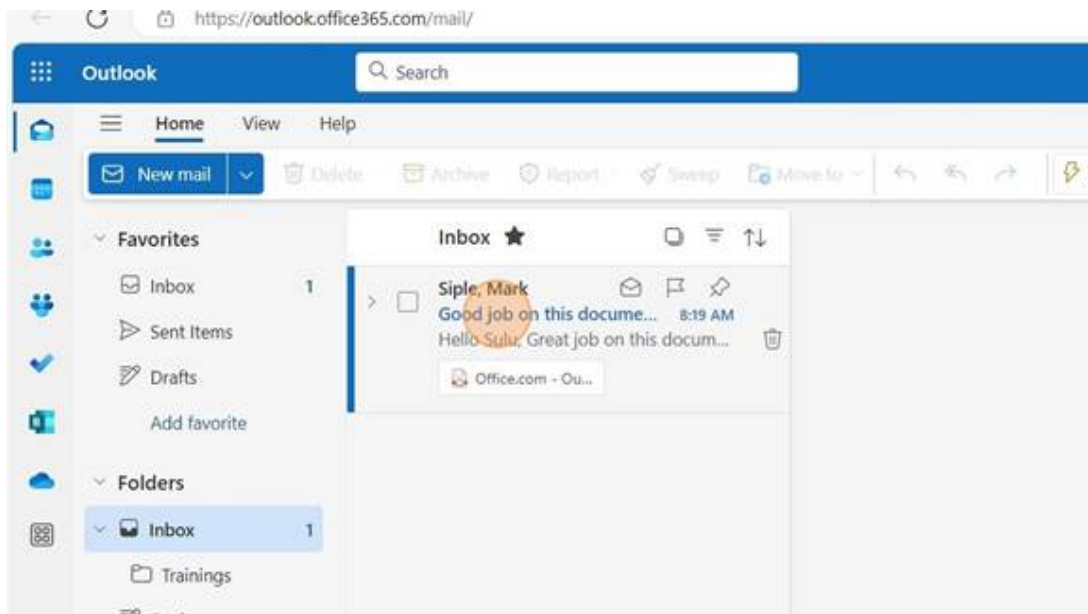 https://outlook.office365.com/mail/
Outlook
Search
Home View Help
New mail Delete Archive Report Sweep Move to
Favorites
Inbox 1
Sent Items
Drafts
Add favorite
Folders
Inbox 1
Trainings
Inbox
Siple, Mark
Good job on this docume... 8:19 AM
Hello Sulu, Great job on this docum...
Office.com - Ou...